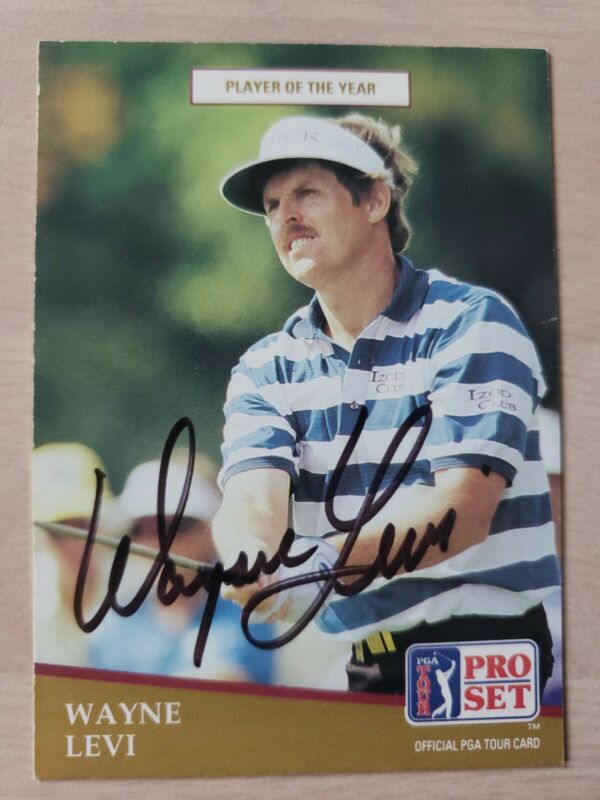 PLAYER OF THE YEAR
IZOD
CLUB
IZOD
CLUB
Wayne Levi
PGA
TOUR
PRO
SET
TM
WAYNE
LEVI
OFFICIAL PGA TOUR CARD